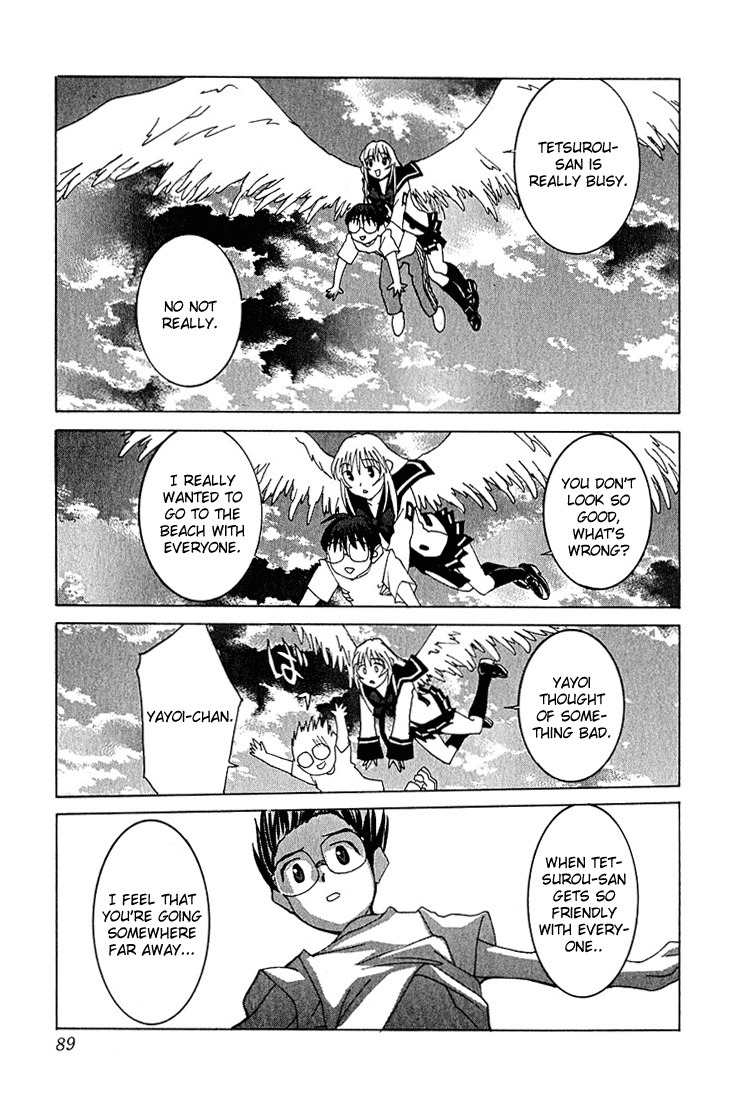 TETSUROU-
SAN IS
REALLY BUSY.
NO NOT
REALLY.
YOU DON'T
LOOK SO
GOOD,
WHAT'S
WRONG?
I REALLY
WANTED TO
GO TO THE
BEACH WITH
EVERYONE.
YAYOI
THOUGHT
OF SOME-
THING BAD.
ぱ
YAYOI-CHAN.
WHEN TET-
SUROU-SAN
GETS SO
FRIENDLY
WITH EVERY-
ONE..
I FEEL THAT
YOU'RE GOING
SOMEWHERE
FAR AWAY...
89